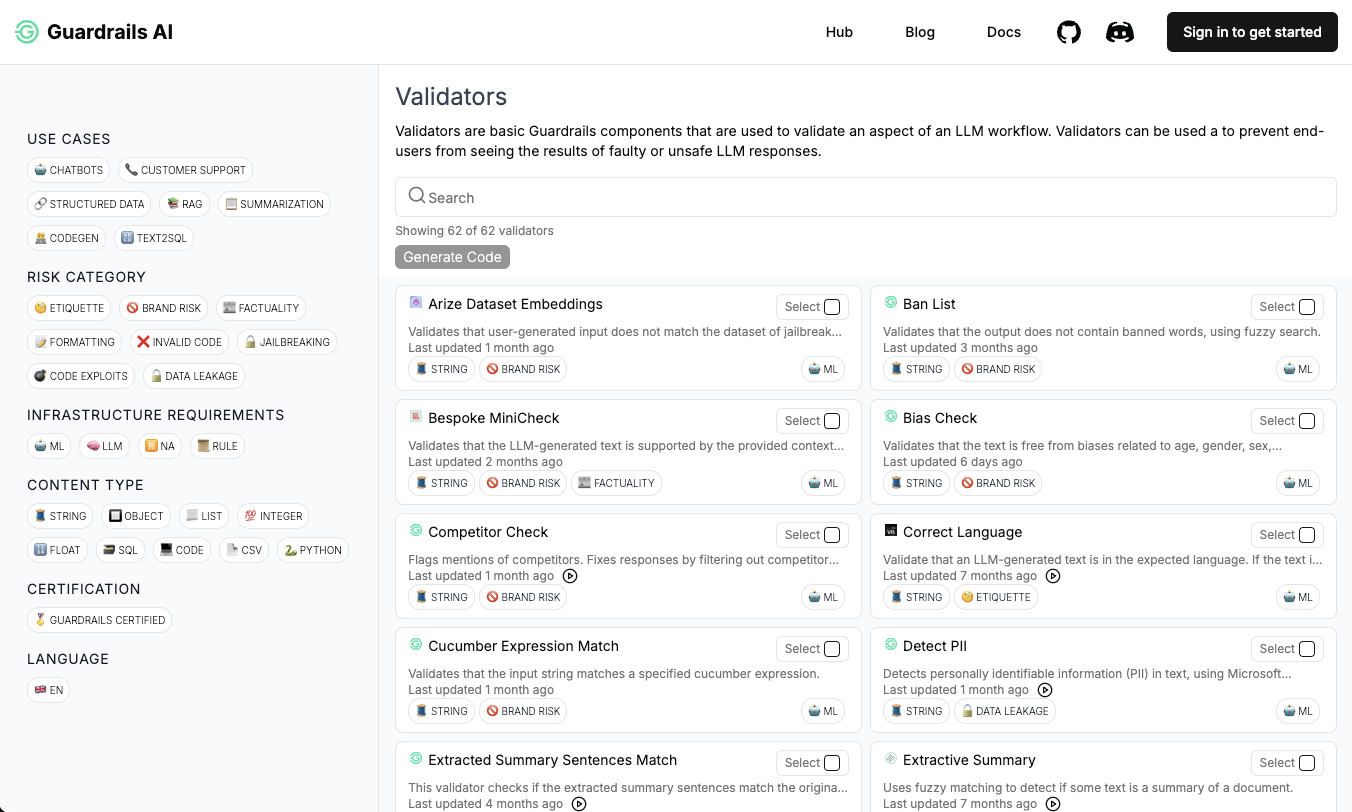 Guardrails AI
Hub
Blog
Docs
Sign in to get started
USE CASES
CHATBOTS
CUSTOMER SUPPORT
STRUCTURED DATA
RAG
SUMMARIZATION
CODEGEN
TEXT2SQL
RISK CATEGORY
ETIQUETTE
BRAND RISK
FACTUALITY
FORMATTING
INVALID CODE
JAILBREAKING
CODE EXPLOITS
DATA LEAKAGE
INFRASTRUCTURE REQUIREMENTS
ML
LLM
NA
RULE
CONTENT TYPE
STRING
OBJECT
LIST
INTEGER
FLOAT
SQL
CODE
CSV
PYTHON
CERTIFICATION
GUARDRAILS CERTIFIED
LANGUAGE
EN
Validators
Validators are basic Guardrails components that are used to validate an aspect of an LLM workflow. Validators can be used a to prevent end-
users from seeing the results of faulty or unsafe LLM responses.
Search
Showing 62 of 62 validators
Generate Code
Arize Dataset Embeddings
Select
Validates that user-generated input does not match the dataset of jailbreak...
Last updated 1 month ago
STRING
BRAND RISK
ML
Ban List
Select
Validates that the output does not contain banned words, using fuzzy search.
Last updated 3 months ago
STRING
BRAND RISK
ML
Bespoke MiniCheck
Select
Validates that the LLM-generated text is supported by the provided context...
Last updated 2 months ago
STRING
BRAND RISK
FACTUALITY
ML
Bias Check
Select
Validates that the text is free from biases related to age, gender, sex,...
Last updated 6 days ago
STRING
BRAND RISK
ML
Competitor Check
Select
Flags mentions of competitors. Fixes responses by filtering out competitor...
Last updated 1 month ago
STRING
BRAND RISK
ML
Correct Language
Select
Validate that an LLM-generated text is in the expected language. If the text i...
Last updated 7 months ago
STRING
ETIQUETTE
ML
Cucumber Expression Match
Select
Validates that the input string matches a specified cucumber expression.
Last updated 1 month ago
STRING
BRAND RISK
ML
Detect PII
Select
Detects personally identifiable information (PII) in text, using Microsoft...
Last updated 1 month ago
STRING
DATA LEAKAGE
ML
Extracted Summary Sentences Match
Select
This validator checks if the extracted summary sentences match the origina...
Last updated 4 months ago
Extractive Summary
Select
Uses fuzzy matching to detect if some text is a summary of a document.
Last updated 7 months ago